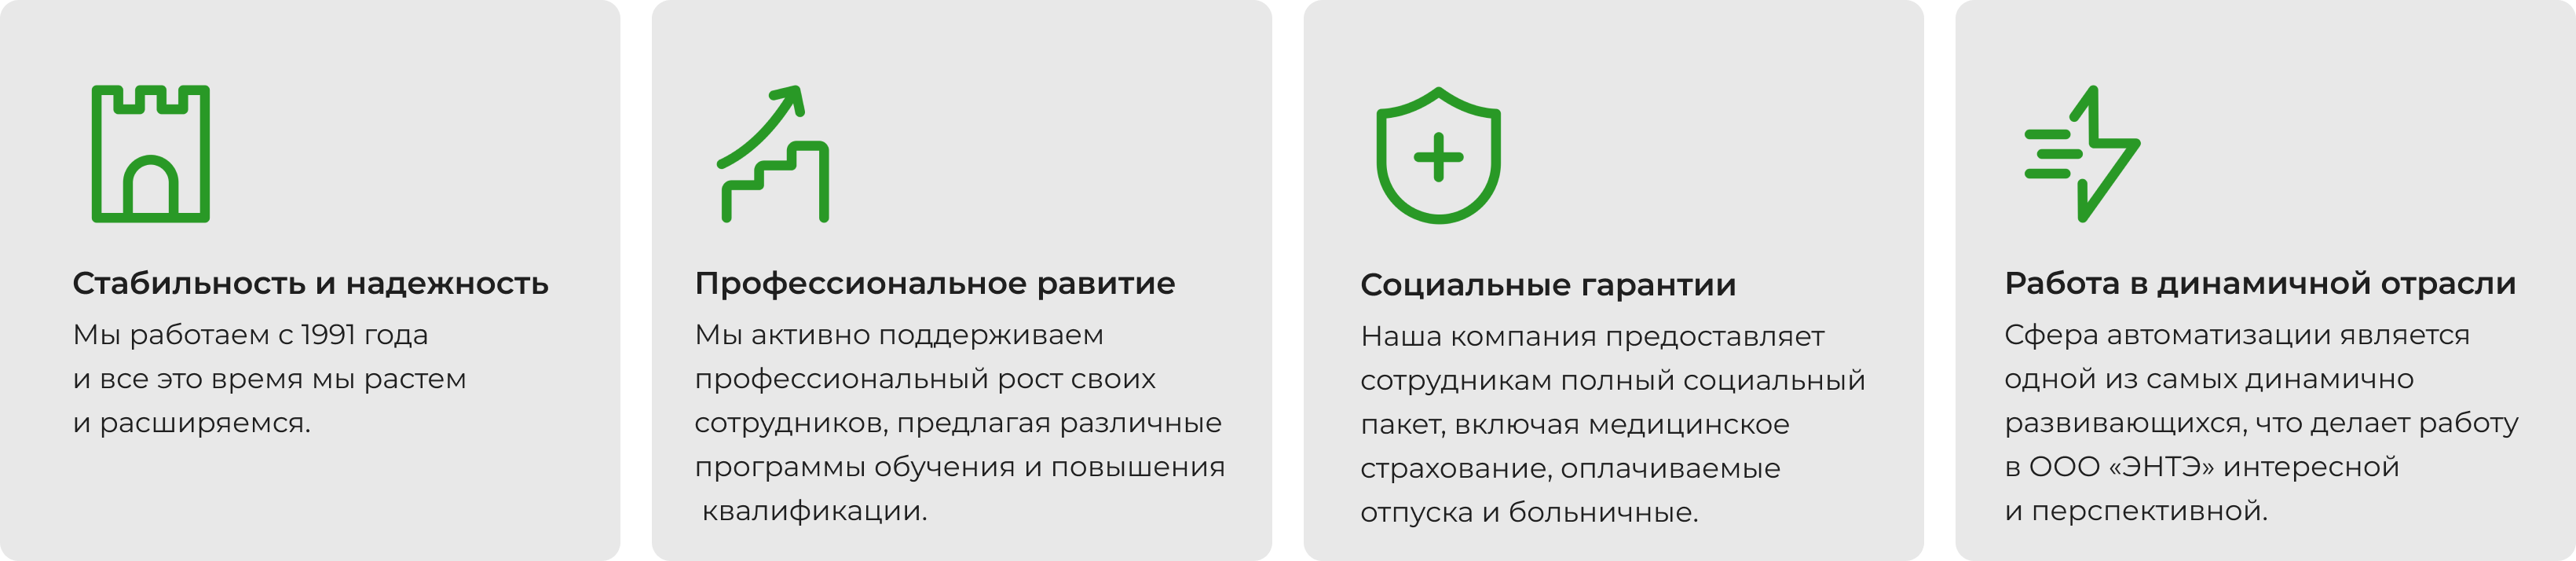 Стабильность и надежность
Мы работаем с 1991 года
и все это время мы растем
и расширяемся.
Профессиональное равитие
Мы активно поддерживаем
профессиональный рост своих
сотрудников, предлагая различные
программы обучения и повышения
квалификации.
Социальные гарантии
Наша компания предоставляет
сотрудникам полный социальный
пакет, включая медицинское
страхование, оплачиваемые
отпуска и больничные.
Работа в динамичной отрасли
Сфера автоматизации является
одной из самых динамично
развивающихся, что делает работу
в ООО «ЭНТЭ» интересной
и перспективной.